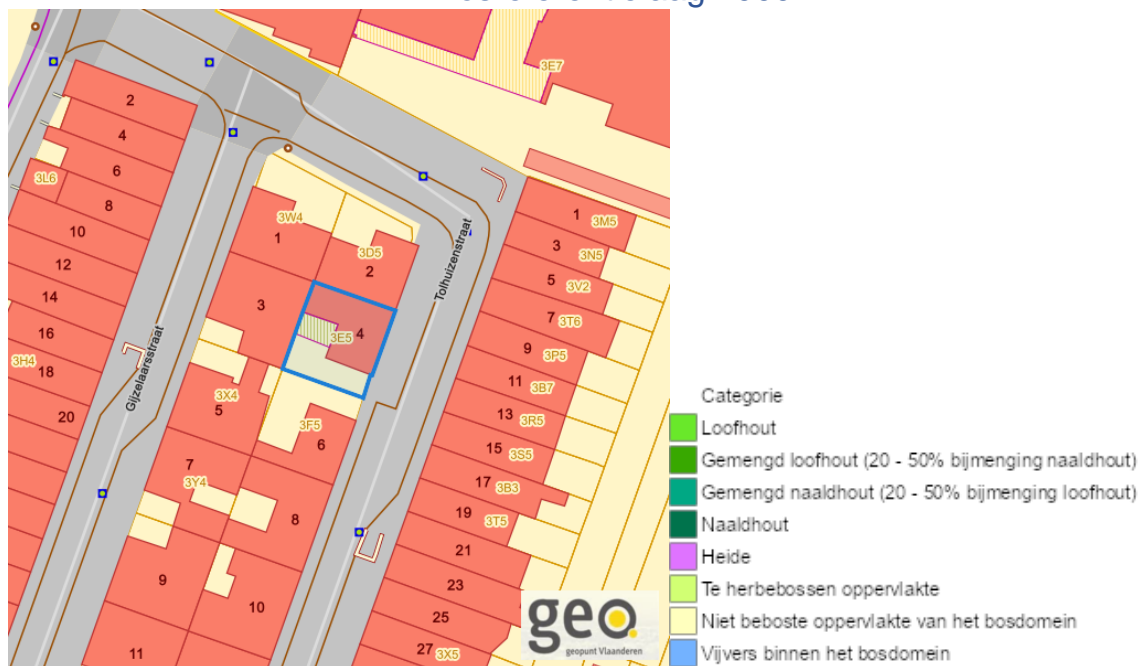 3E7
2
4
6
3L6
8
10
12
14
16
3H4
18
20
Gijzelaarsstraat
3W4
1
3D5
2
3
3E5
4
3X4
5
3F5
6
7
3Y4
8
9
10
11
Tolhuizenstraat
1 3M5
3 3N5
5 3V2
7 3T6
9 3P5
11 3B7
13 3R5
15 3S5
17 3B3
19 3T5
21
23
25
27 3X5
geo
geopunt Vlaanderen
Categorie
Loofhout
Gemengd loofhout (20 - 50% bijmenging naaldhout)
Gemengd naaldhout (20 - 50% bijmenging loofhout)
Naaldhout
Heide
Te herbebossen oppervlakte
Niet beboste oppervlakte van het bosdomein
Vijvers binnen het bosdomein